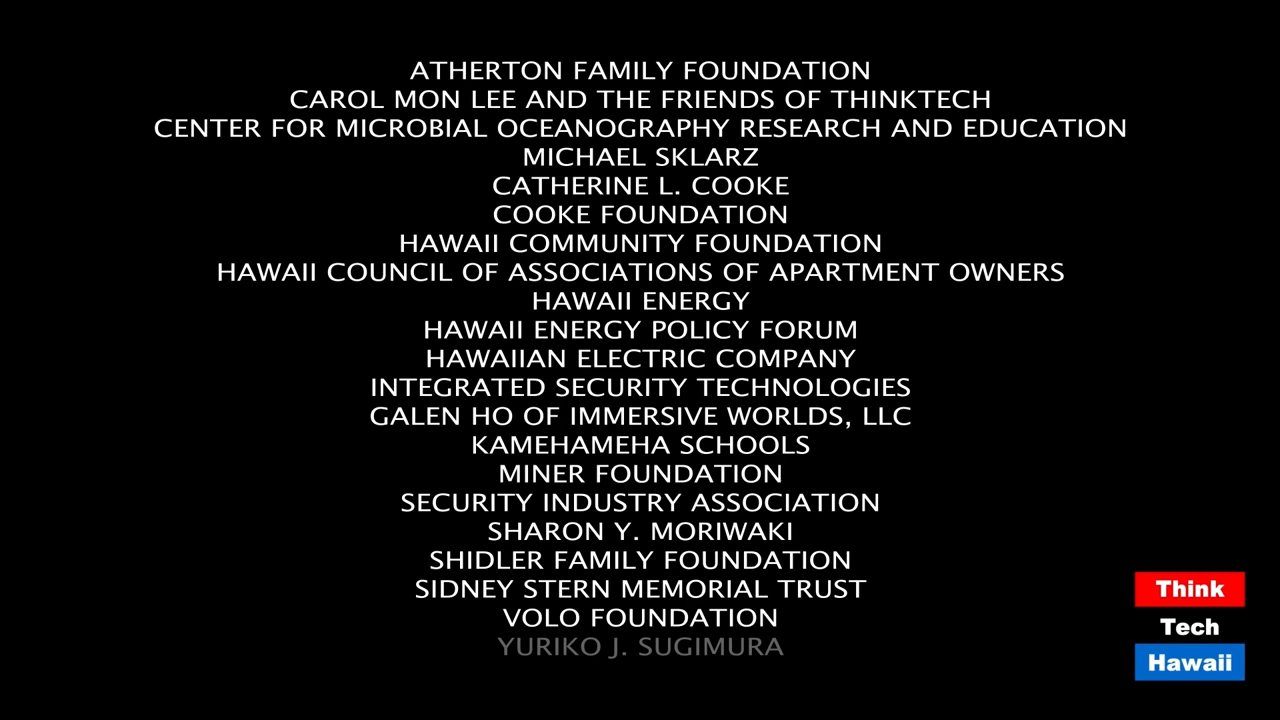 ATHERTON FAMILY FOUNDATION
CAROL MON LEE AND THE FRIENDS OF THINKTECH
CENTER FOR MICROBIAL OCEANOGRAPHY RESEARCH AND EDUCATION
MICHAEL SKLARZ
CATHERINE L. COOKE
COOKE FOUNDATION
HAWAII COMMUNITY FOUNDATION
HAWAII COUNCIL OF ASSOCIATIONS OF APARTMENT OWNERS
HAWAII ENERGY
HAWAII ENERGY POLICY FORUM
HAWAIIAN ELECTRIC COMPANY
INTEGRATED SECURITY TECHNOLOGIES
GALEN HO OF IMMERSIVE WORLDS, LLC
KAMEHAMEHA SCHOOLS
MINER FOUNDATION
SECURITY INDUSTRY ASSOCIATION
SHARON Y. MORIWAKI
SHIDLER FAMILY FOUNDATION
SIDNEY STERN MEMORIAL TRUST
VOLO FOUNDATION
YURIKO J. SUGIMURA
Think
Tech
Hawaii